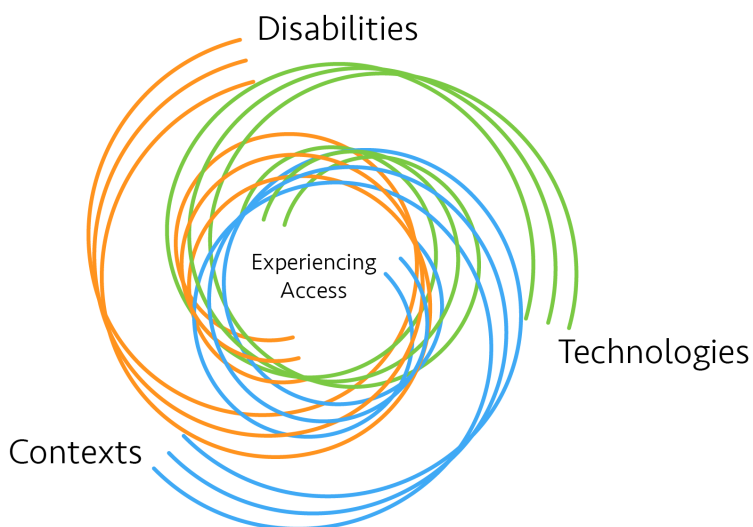 Disabilities
Experiencing
Access
Technologies
Contexts